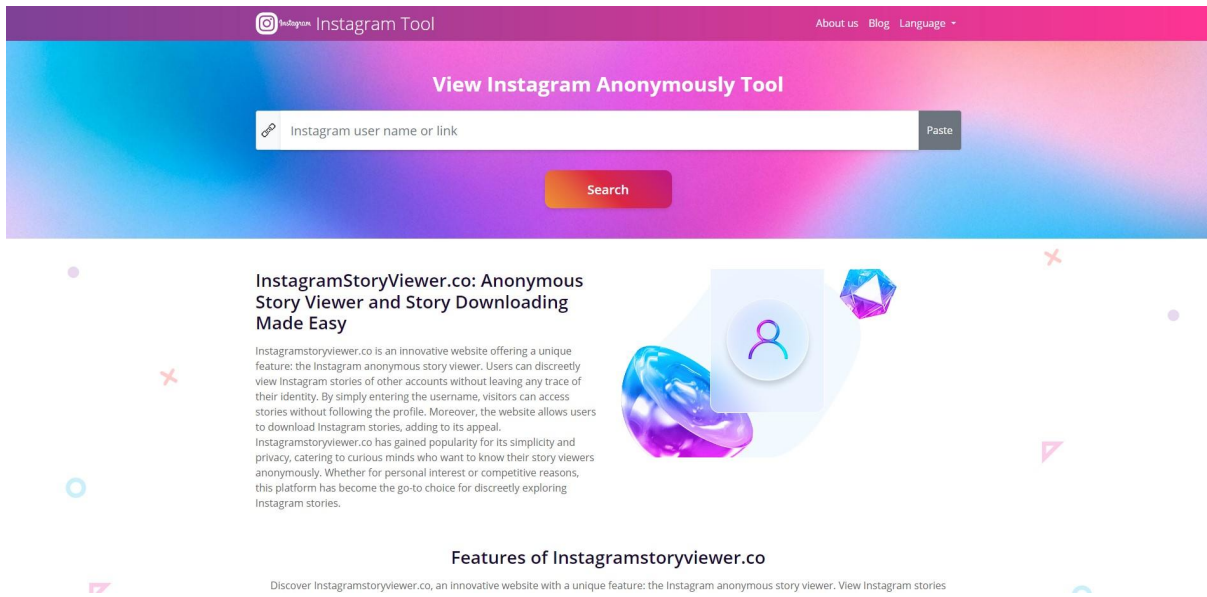 Instagram Instagram Tool
About us Blog Language
View Instagram Anonymously Tool
Instagram user name or link
Paste
Search
InstagramStoryViewer.co: Anonymous
Story Viewer and Story Downloading
Made Easy
Instagramstoryviewer.co is an innovative website offering a unique
feature: the Instagram anonymous story viewer. Users can discreetly
view Instagram stories of other accounts without leaving any trace of
their identity. By simply entering the username, visitors can access
stories without following the profile. Moreover, the website allows users
to download Instagram stories, adding to its appeal.
Instagramstoryviewer.co has gained popularity for its simplicity and
privacy, catering to curious minds who want to know their story viewers
anonymously. Whether for personal interest or competitive reasons,
this platform has become the go-to choice for discreetly exploring
Instagram stories.
Features of Instagramstoryviewer.co
Discover Instagramstoryviewer.co, an innovative website with a unique feature: the Instagram anonymous story viewer. View Instagram stories